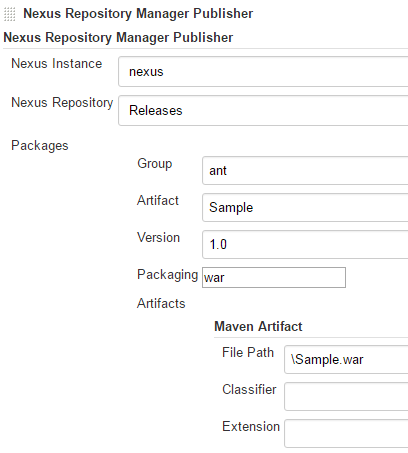 Nexus Repository Manager Publisher
Nexus Repository Manager Publisher
Nexus Instance nexus
Nexus Repository Releases
Packages
Group ant
Artifact Sample
Version 1.0
Packaging war
Artifacts
Maven Artifact
File Path \Sample.war
Classifier
Extension